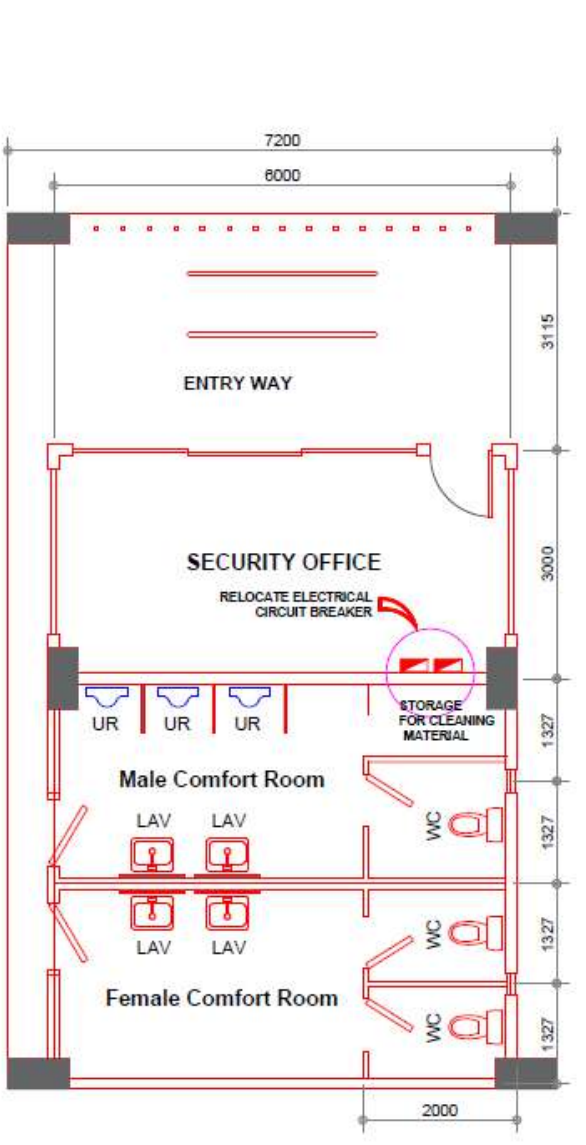 7200
6000
3115
ENTRY WAY
SECURITY OFFICE
3000
RELOCATE ELECTRICAL
CIRCUIT BREAKER
STORAGE
FOR CLEANING
MATERIAL
UR UR UR
1327
Male Comfort Room
LAV LAV
WC
1327
LAV LAV
WC
1327
Female Comfort Room
WC
1327
2000